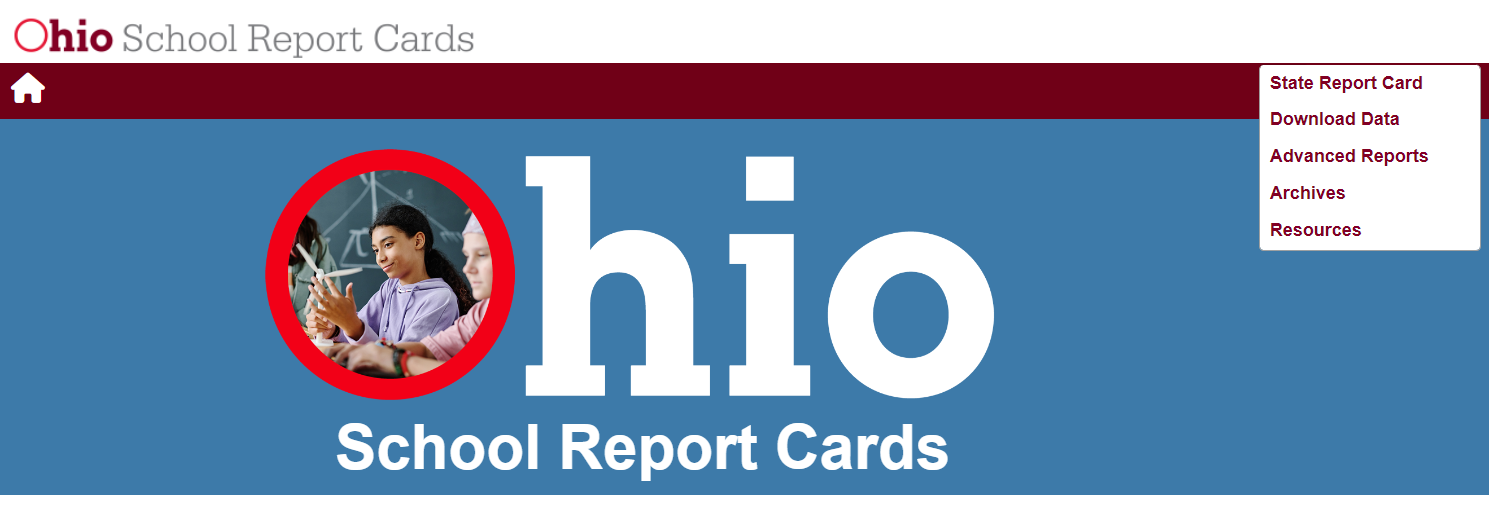 Ohio School Report Cards
State Report Card
Download Data
Advanced Reports
Archives
Resources
Ohio
School Report Cards